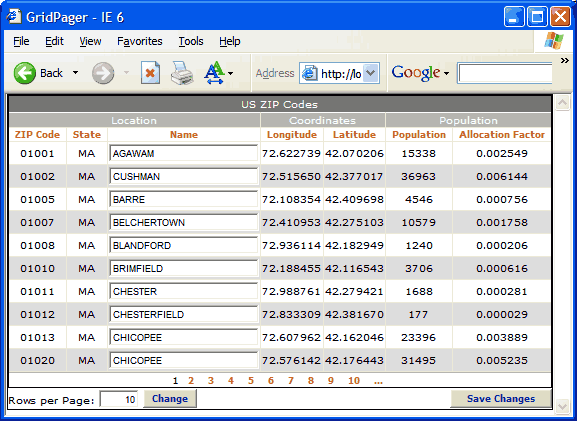 GridPager - IE 6
File Edit View Favorites Tools Help
Back Address http://lo Google »
US ZIP Codes
Location Coordinates Population
ZIP Code State Name Longitude Latitude Population Allocation Factor
01001 MA AGAWAM 72.622739 42.070206 15338 0.002549
01002 MA CUSHMAN 72.515650 42.377017 36963 0.006144
01005 MA BARRE 72.108354 42.409698 4546 0.000756
01007 MA BELCHERTOWN 72.410953 42.275103 10579 0.001758
01008 MA BLANDFORD 72.936114 42.182949 1240 0.000206
01010 MA BRIMFIELD 72.188455 42.116543 3706 0.000616
01011 MA CHESTER 72.988761 42.279421 1688 0.000281
01012 MA CHESTERFIELD 72.833309 42.381670 177 0.000029
01013 MA CHICOPEE 72.607962 42.162046 23396 0.003889
01020 MA CHICOPEE 72.576142 42.176443 31495 0.005235
1 2 3 4 5 6 7 8 9 10 ...
Rows per Page: 10 Change Save Changes